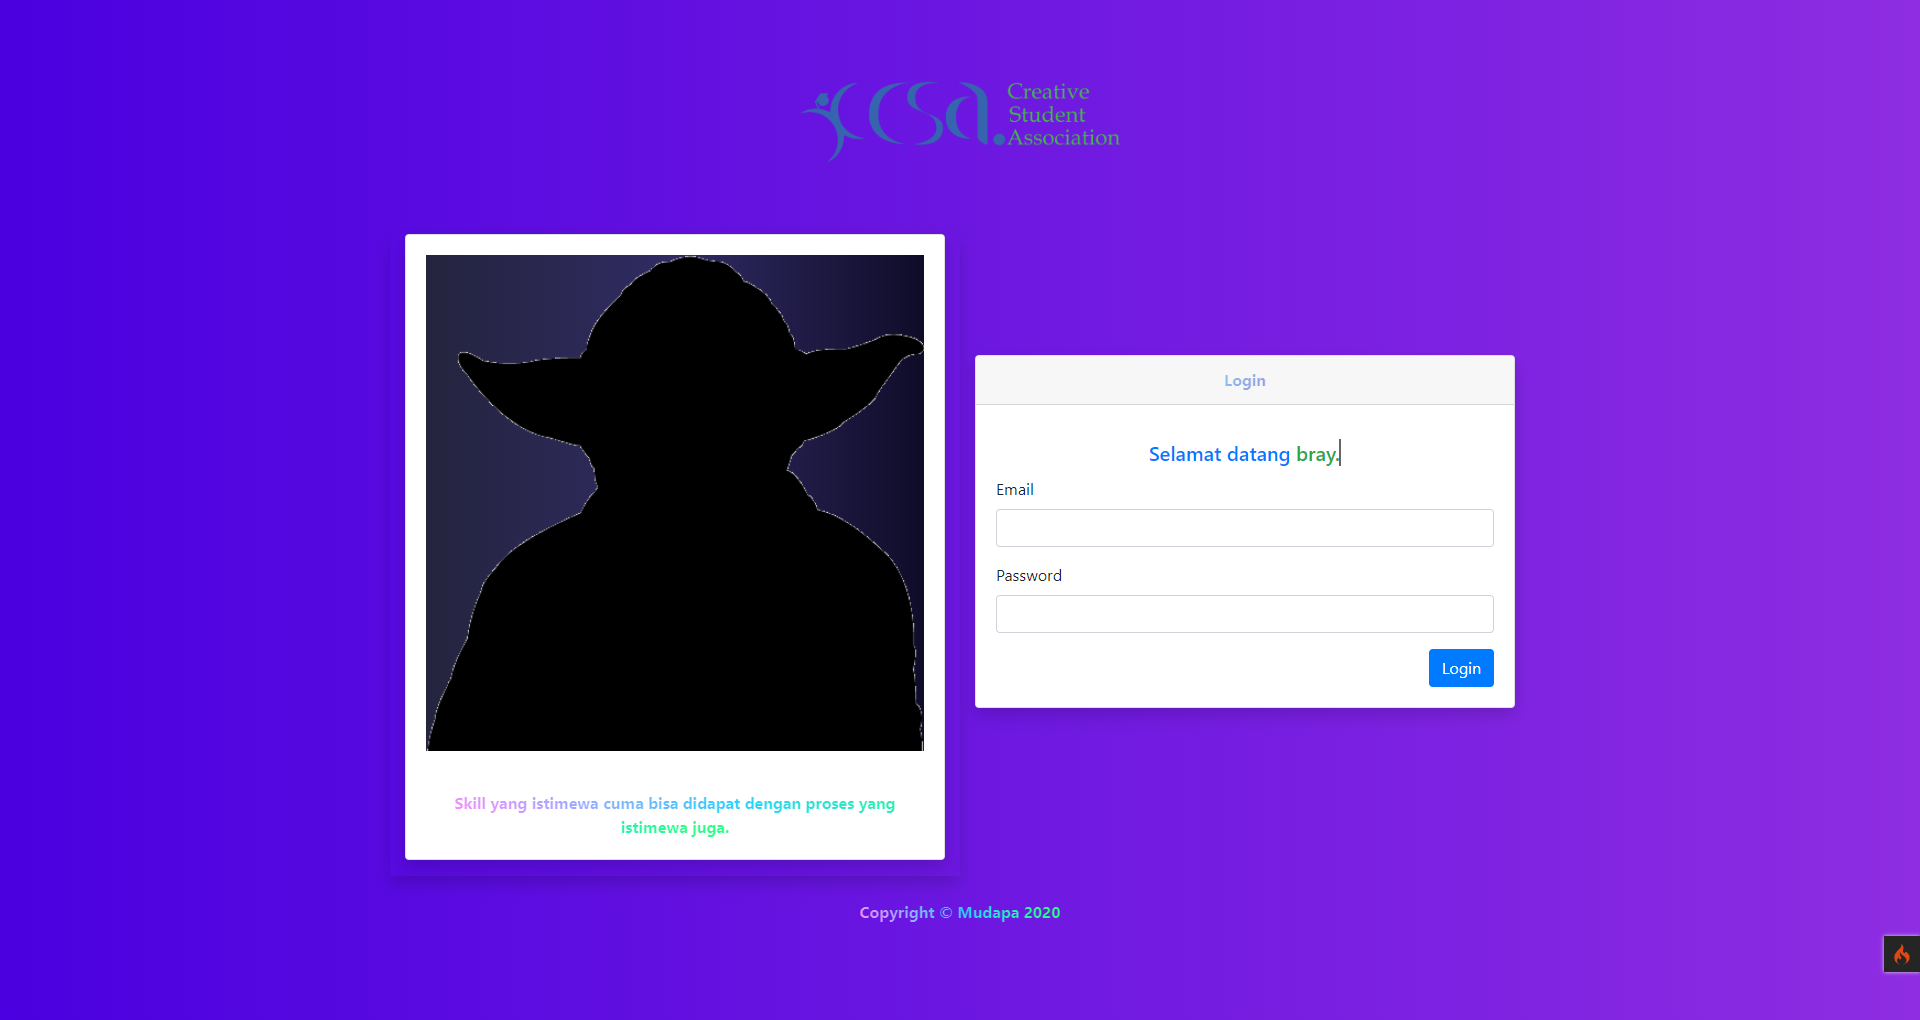 csa.
Creative
Student
Association
Skill yang istimewa cuma bisa didapat dengan proses yang
istimewa juga.
Login
Selamat datang bray.
Email
Password
Login
Copyright © Mudapa 2020